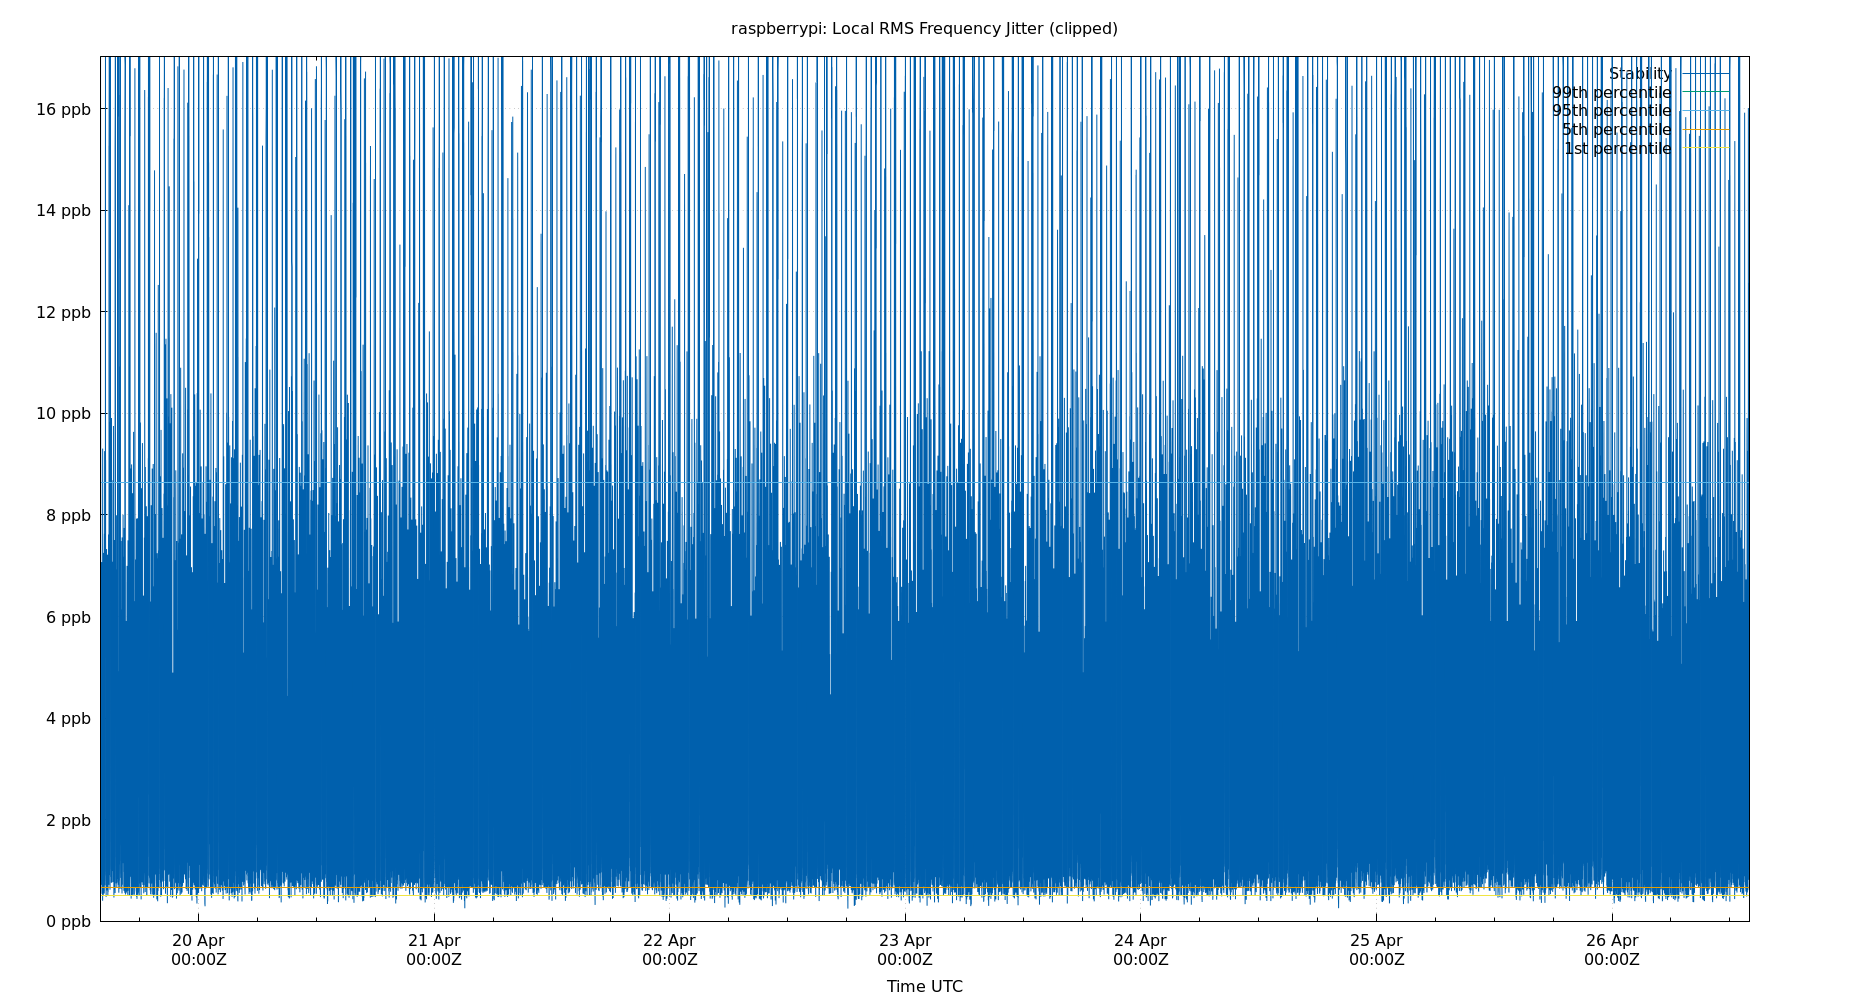 raspberrypi: Local RMS Frequency Jitter (clipped)
Stability
99th percentile
95th percentile
5th percentile
1st percentile
16 ppb
14 ppb
12 ppb
10 ppb
8 ppb
6 ppb
4 ppb
2 ppb
0 ppb
20 Apr 21 Apr 22 Apr 23 Apr 24 Apr 25 Apr 26 Apr
00:00Z 00:00Z 00:00Z 00:00Z 00:00Z 00:00Z 00:00Z
Time UTC